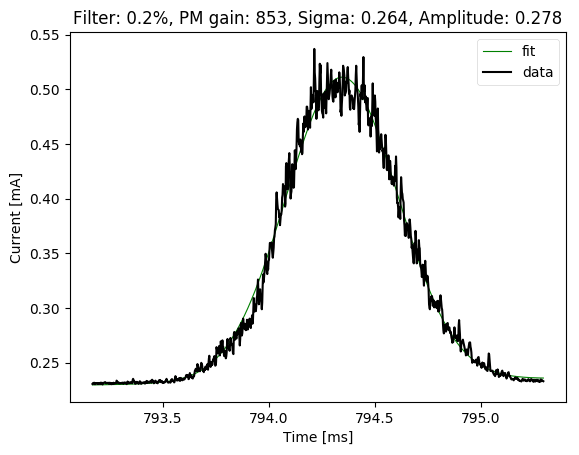 Filter: 0.2%, PM gain: 853, Sigma: 0.264, Amplitude: 0.278
fit
data
0.55
0.50
0.45
0.40
0.35
0.30
0.25
Current [mA]
793.5
794.0
794.5
795.0
Time [ms]